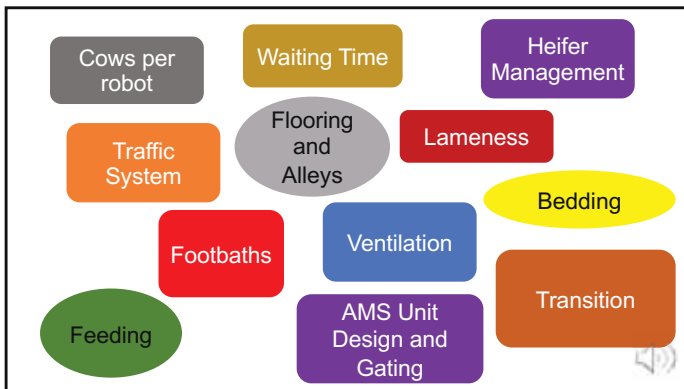 Cows per
robot
Waiting Time
Heifer
Management
Traffic
System
Flooring
and
Alleys
Lameness
Bedding
Footbaths
Ventilation
Transition
Feeding
AMS Unit
Design and
Gating